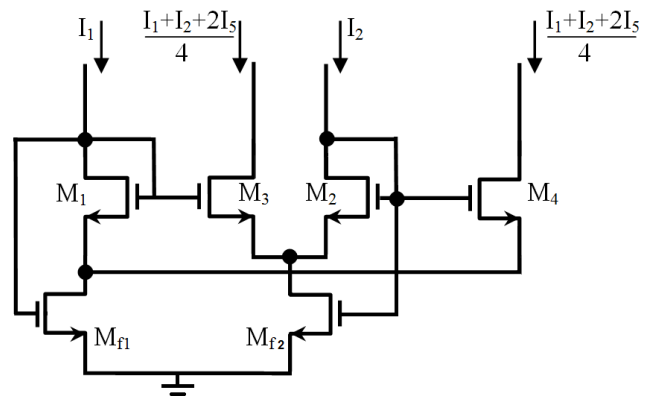 I₁
I₁+I₂+2I₅
4
I₂
I₁+I₂+2I₅
4
M₁
M₃
M₂
M₄
Mf1
Mf2